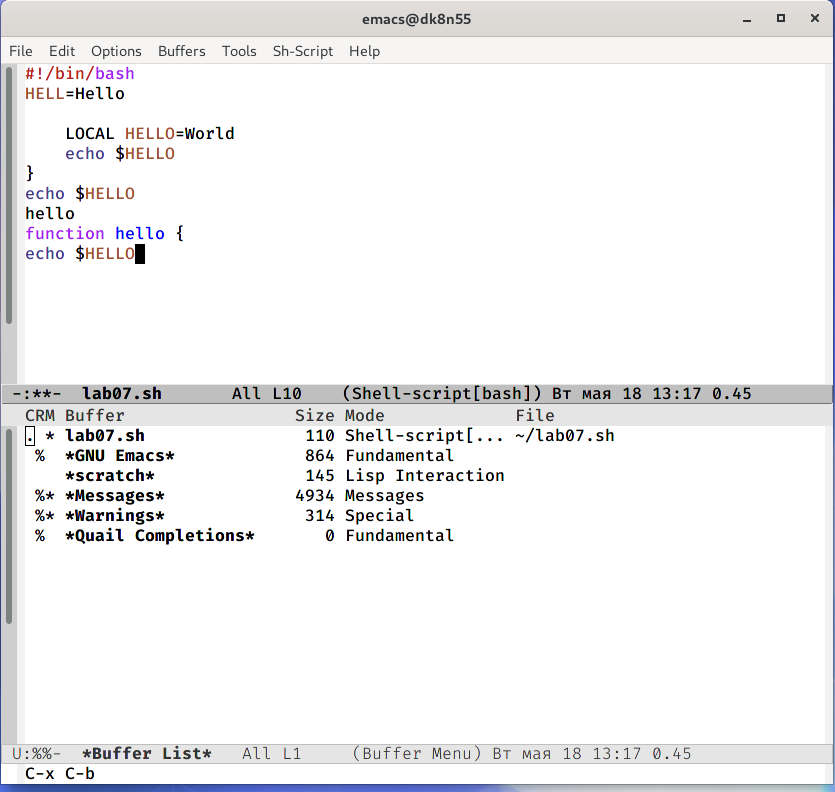 emacs@dk8n55
File Edit Options Buffers Tools Sh-Script Help
#!/bin/bash
HELL=Hello
    LOCAL HELLO=World
    echo $HELLO
}
echo $HELLO
hello
function hello {
echo $HELLO
-:**-  lab07.sh       All L10    (Shell-script[bash]) Вт мая 18 13:17 0.45
CRM Buffer                 Size Mode             File
. * lab07.sh                110 Shell-script[... ~/lab07.sh
 %  *GNU Emacs*             864 Fundamental
    *scratch*               145 Lisp Interaction
 %* *Messages*             4934 Messages
 %* *Warnings*              314 Special
 %  *Quail Completions*       0 Fundamental
U:%%-  *Buffer List*   All L1     (Buffer Menu) Вт мая 18 13:17 0.45
C-x C-b